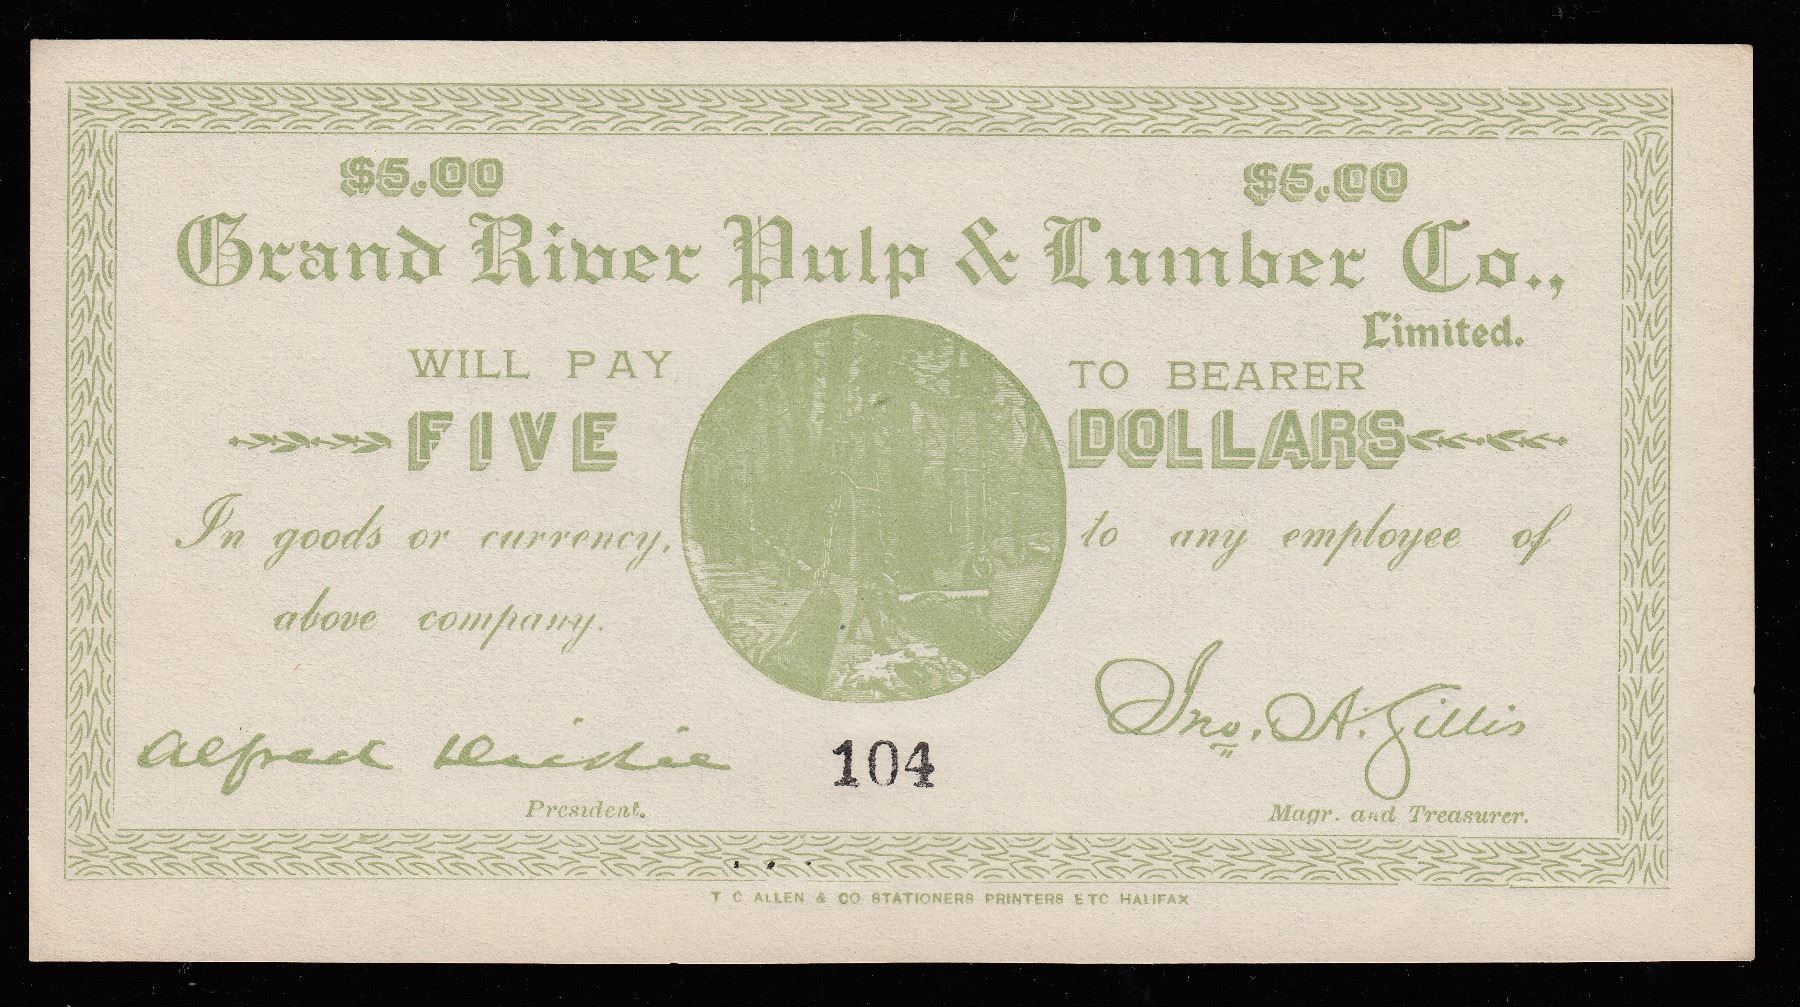 $5.00 $5.00
Grand River Pulp & Lumber Co.,
Limited.
WILL PAY TO BEARER
FIVE DOLLARS
In goods or currency, to any employee of
above company.
Alfred Dickie 104 Jno. A. Gillis
President. Magr. and Treasurer.
T C ALLEN & CO STATIONERS PRINTERS ETC HALIFAX